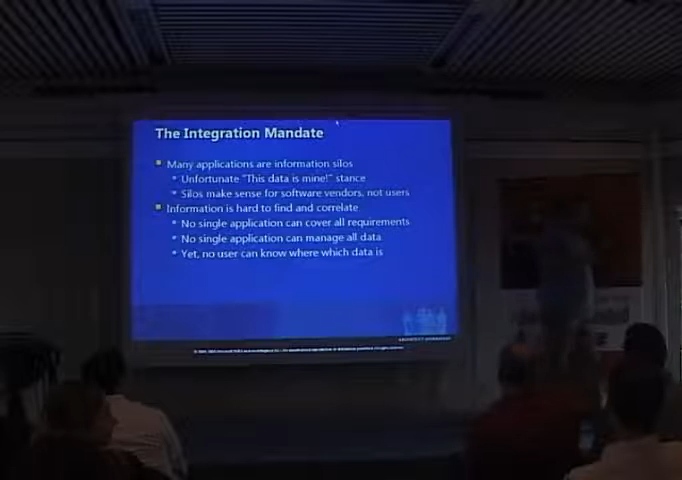 The Integration Mandate
Many applications are information silos
Unfortunate "This data is mine!" stance
Silos make sense for software vendors, not users
Information is hard to find and correlate
No single application can cover all requirements
No single application can manage all data
Yet, no user can know where which data is